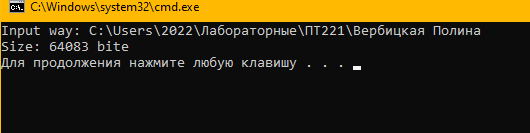 C:\Windows\system32\cmd.exe
Input way: C:\Users\2022\Лабораторные\ПТ221\Вербицкая Полина
Size: 64083 bite
Для продолжения нажмите любую клавишу . . .